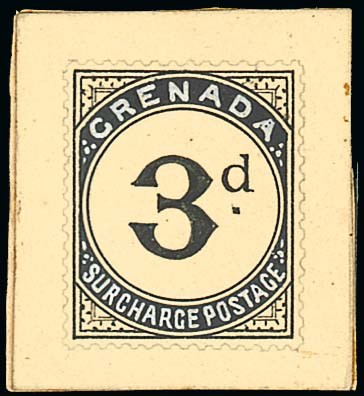 GRENADA
3d.
SURCHARGE POSTAGE